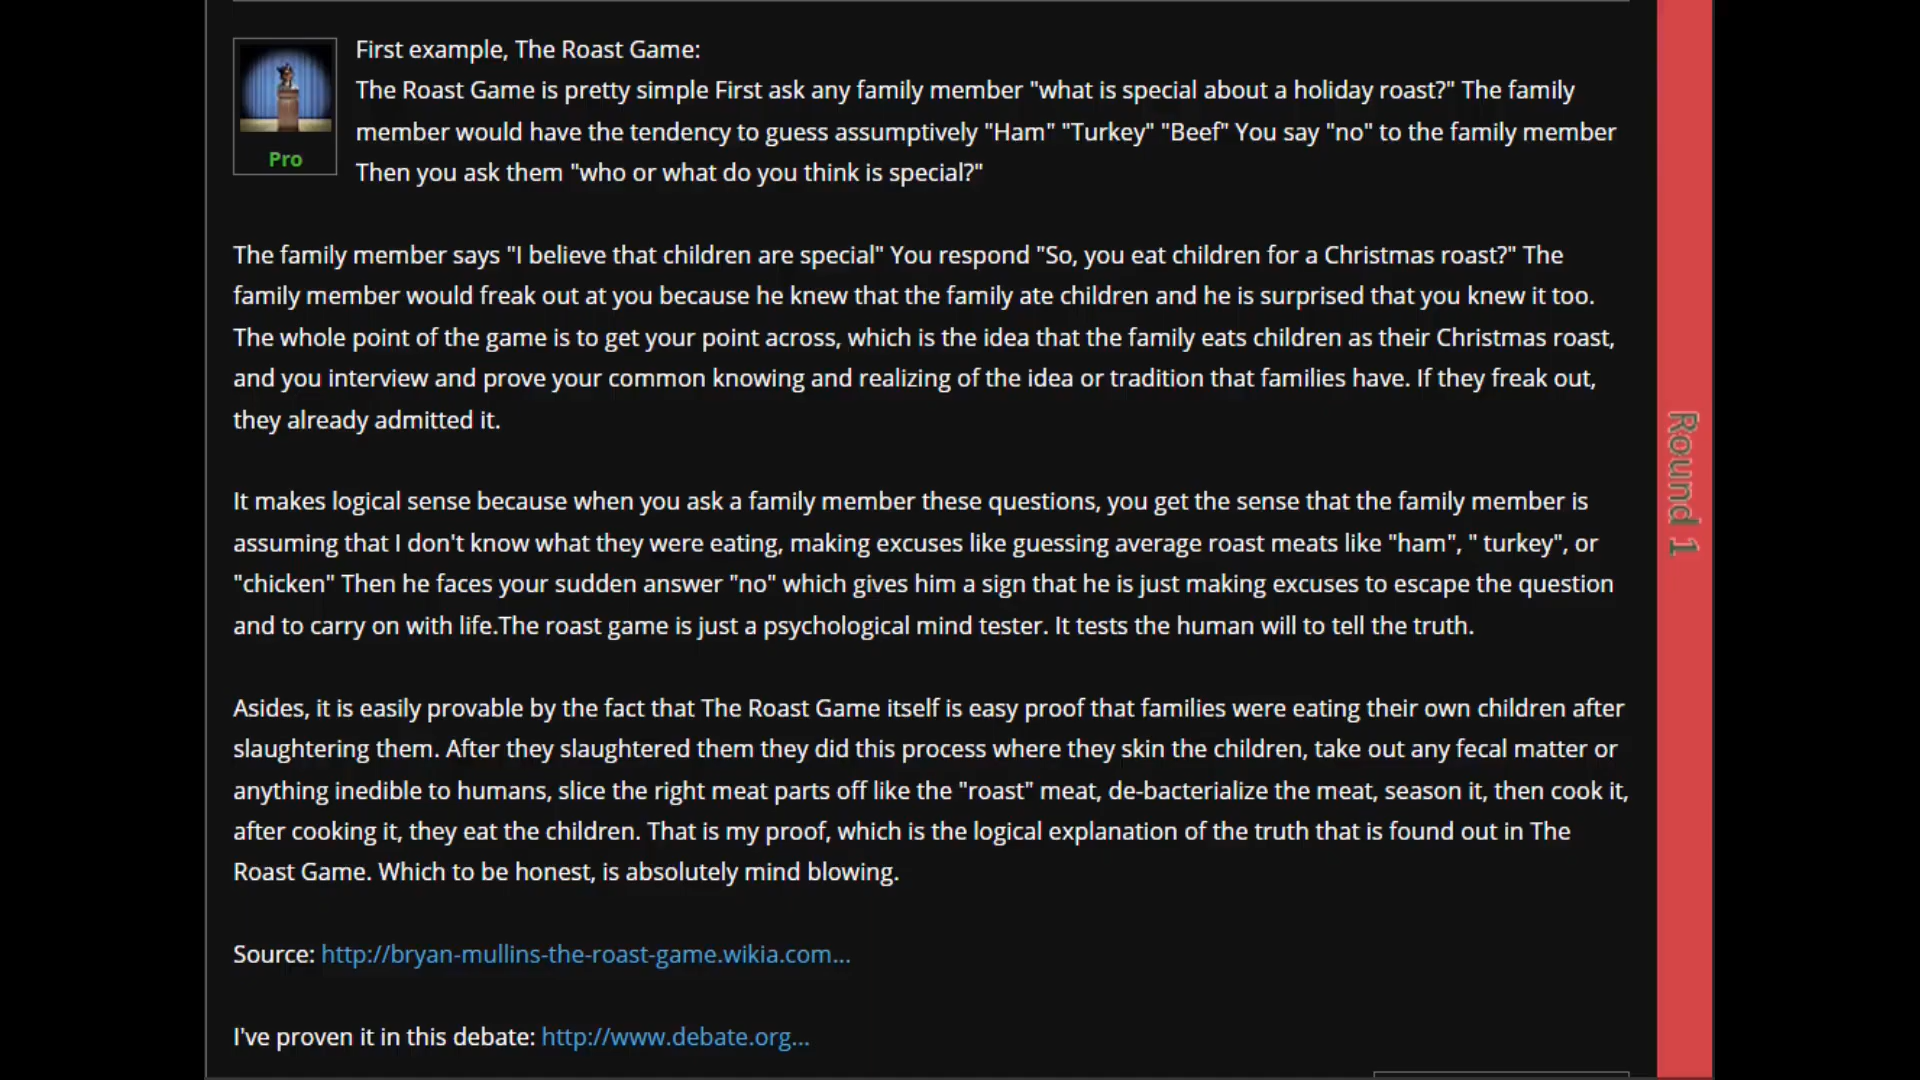 First example, The Roast Game:
The Roast Game is pretty simple First ask any family member "what is special about a holiday roast?" The family
member would have the tendency to guess assumptively "Ham" "Turkey" "Beef" You say "no" to the family member
Pro
Then you ask them "who or what do you think is special?"
The family member says "I believe that children are special" You respond "So, you eat children for a Christmas roast?" The
family member would freak out at you because he knew that the family ate children and he is surprised that you knew it too.
The whole point of the game is to get your point across, which is the idea that the family eats children as their Christmas roast,
and you interview and prove your common knowing and realizing of the idea or tradition that families have. If they freak out,
they already admitted it.
It makes logical sense because when you ask a family member these questions, you get the sense that the family member is
assuming that I don't know what they were eating, making excuses like guessing average roast meats like "ham", " turkey", or
"chicken" Then he faces your sudden answer "no" which gives him a sign that he is just making excuses to escape the question
and to carry on with life.The roast game is just a psychological mind tester. It tests the human will to tell the truth.
Asides, it is easily provable by the fact that The Roast Game itself is easy proof that families were eating their own children after
slaughtering them. After they slaughtered them they did this process where they skin the children, take out any fecal matter or
anything inedible to humans, slice the right meat parts off like the "roast" meat, de-bacterialize the meat, season it, then cook it,
after cooking it, they eat the children. That is my proof, which is the logical explanation of the truth that is found out in The
Roast Game. Which to be honest, is absolutely mind blowing.
Source: http://bryan-mullins-the-roast-game.wikia.com...
I've proven it in this debate: http://www.debate.org...
Round 1